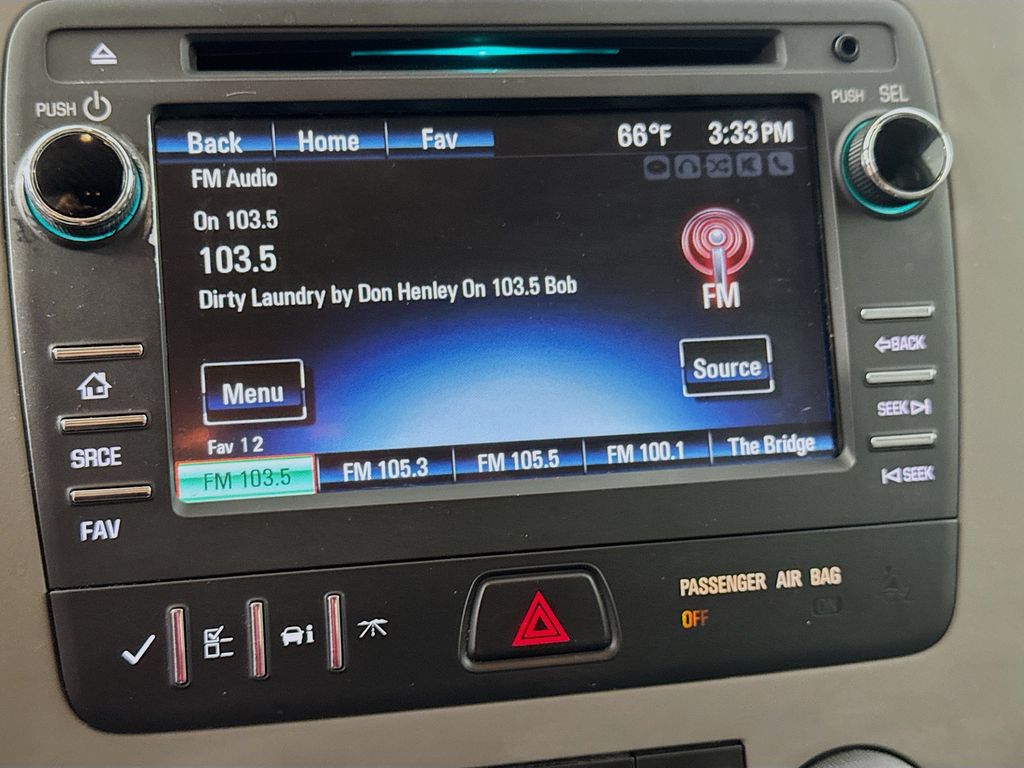 PUSH
PUSH SEL
Back Home Fav 66°F 3:33 PM
FM Audio
On 103.5
103.5
Dirty Laundry by Don Henley On 103.5 Bob
FM
Menu
Source
Fav 1 2
FM 103.5 FM 105.3 FM 105.5 FM 100.1 The Bridge
SRCE
FAV
BACK
SEEK
SEEK
PASSENGER AIR BAG
OFF ON
i